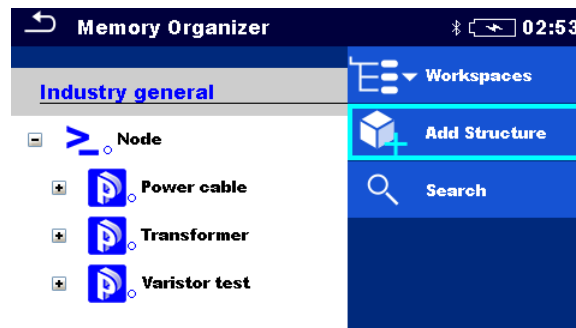 Memory Organizer
02:53
Industry general
Node
Power cable
Transformer
Varistor test
Workspaces
Add Structure
Search